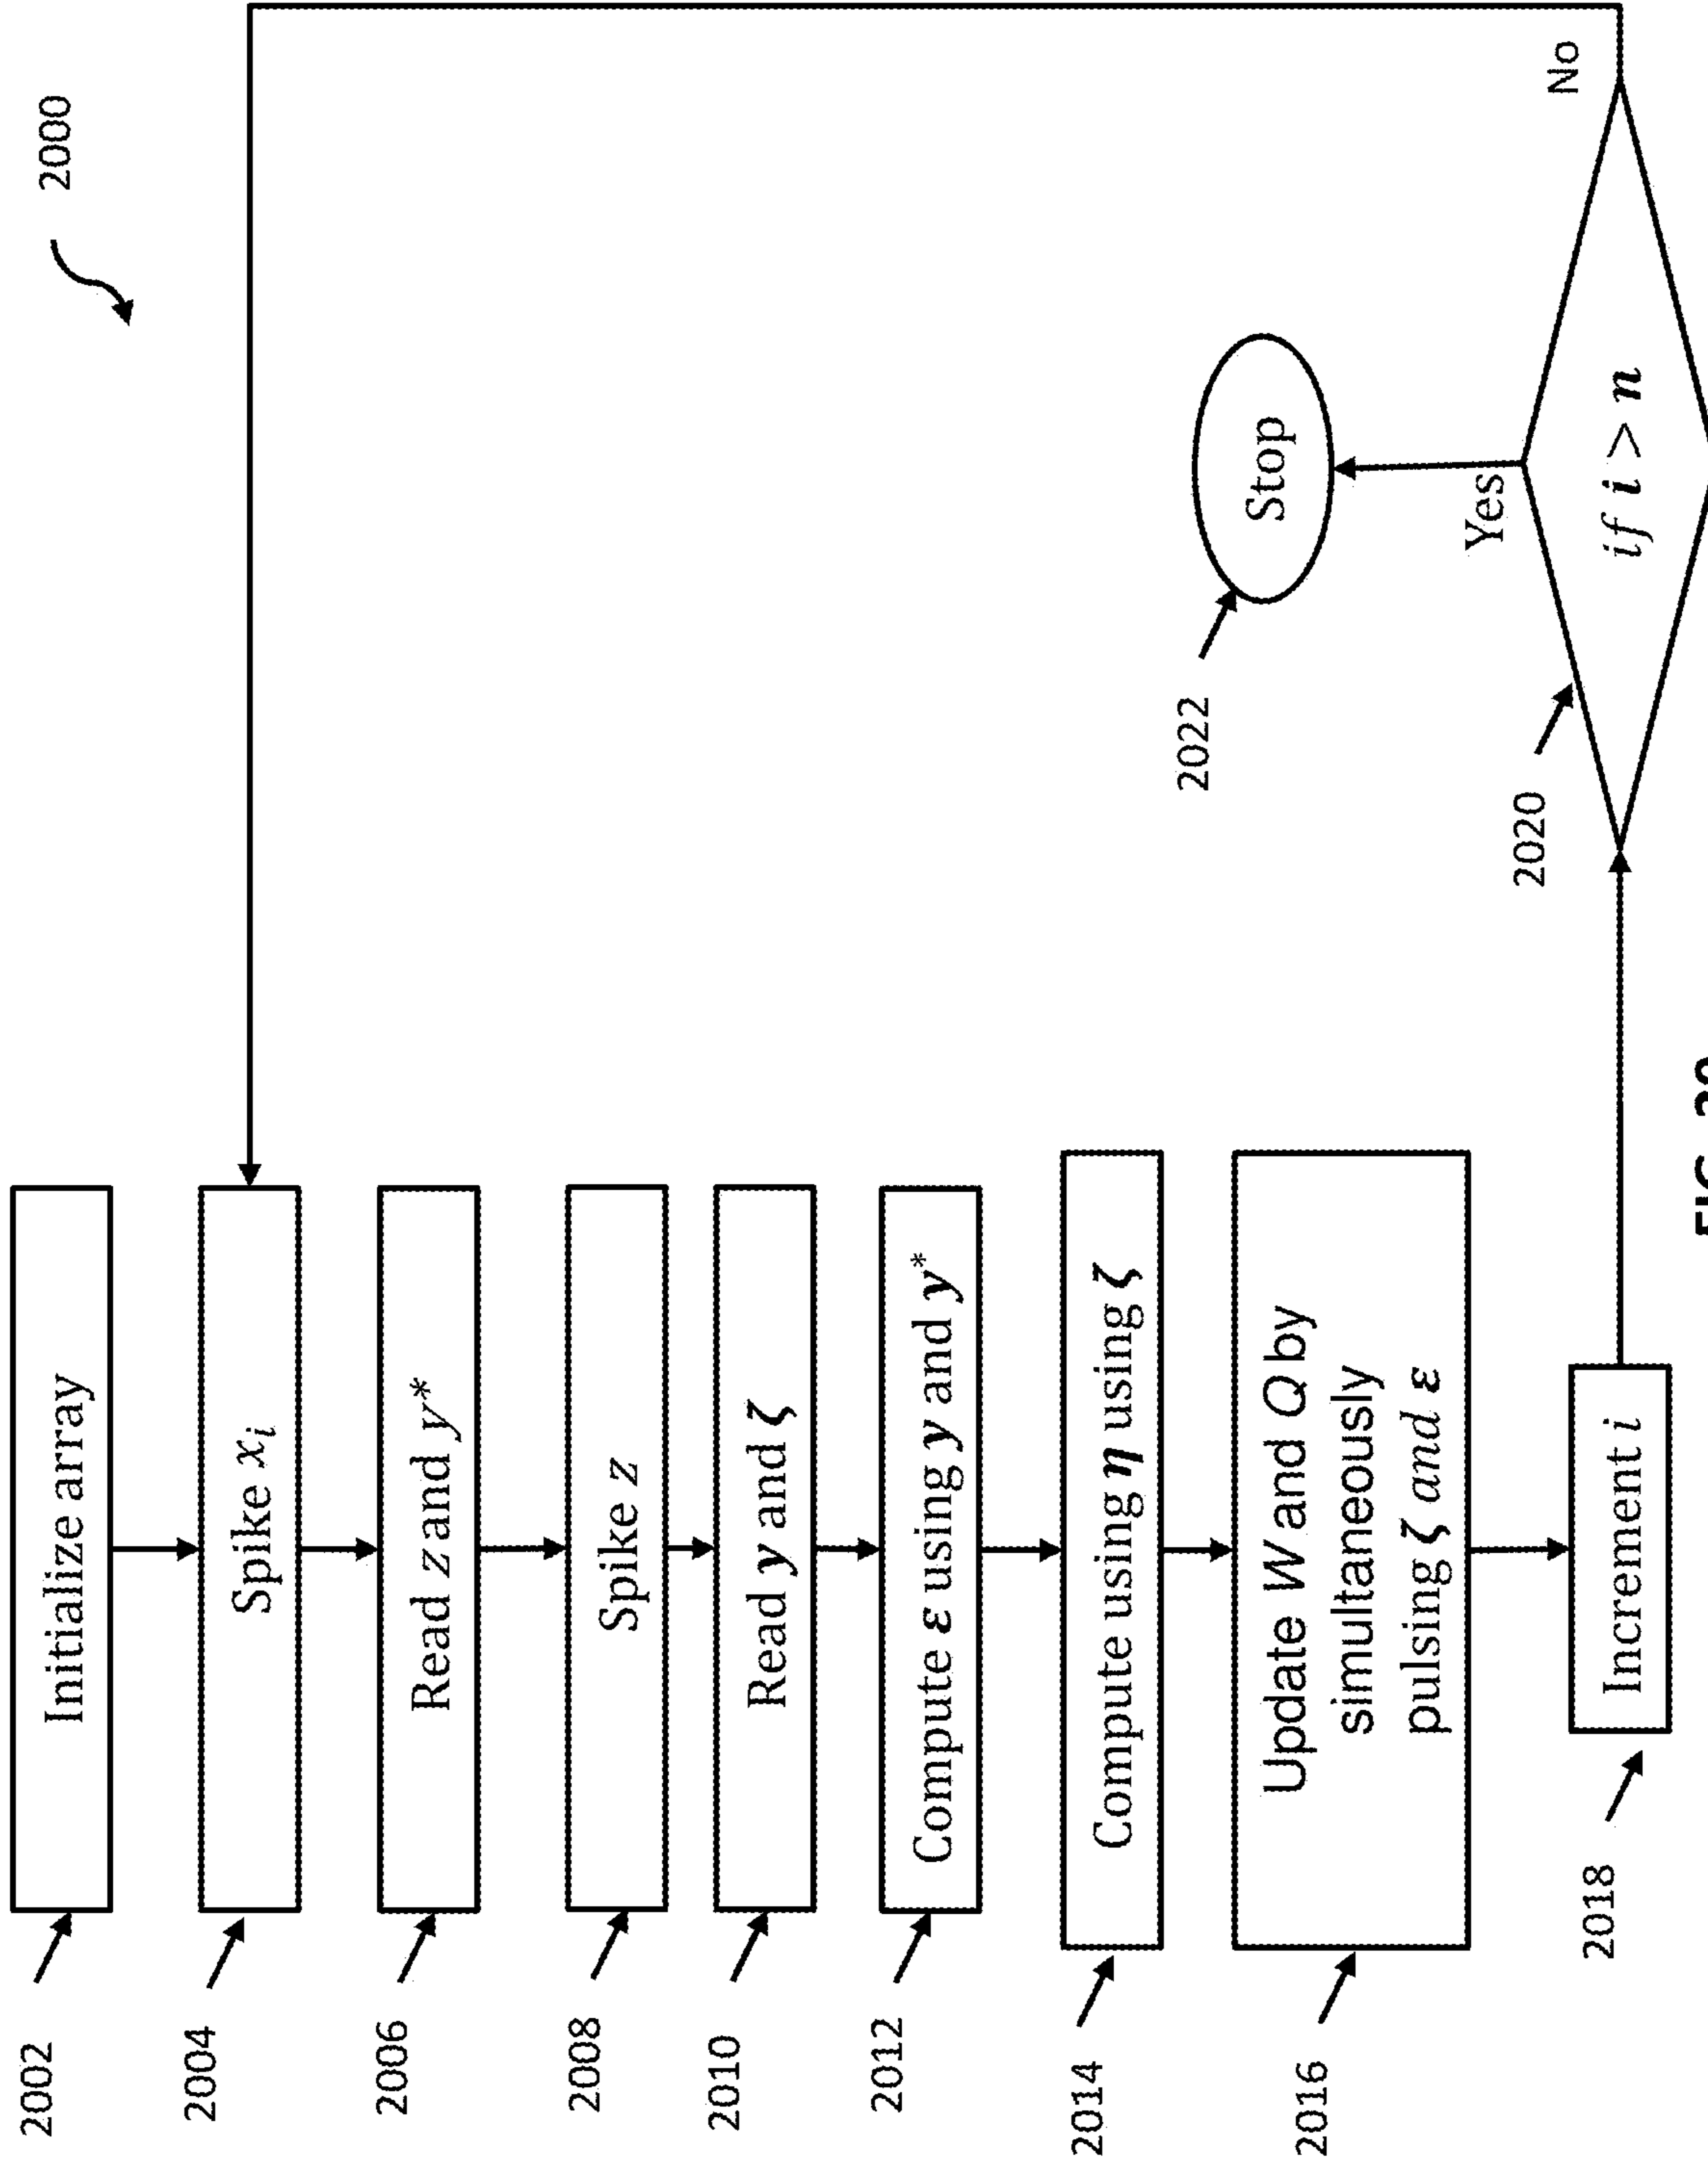 2000
2002
Initialize array
2004
Spike xᵢ
2006
Read z and y*
2008
Spike z
2010
Read y and ζ
2012
Compute ε using y and y*
2014
Compute using η using ζ
2016
Update W and Q by
simultaneously
pulsing ζ and ε
2018
Increment i
2020
if i > n
No
Yes
2022
Stop
FIG.